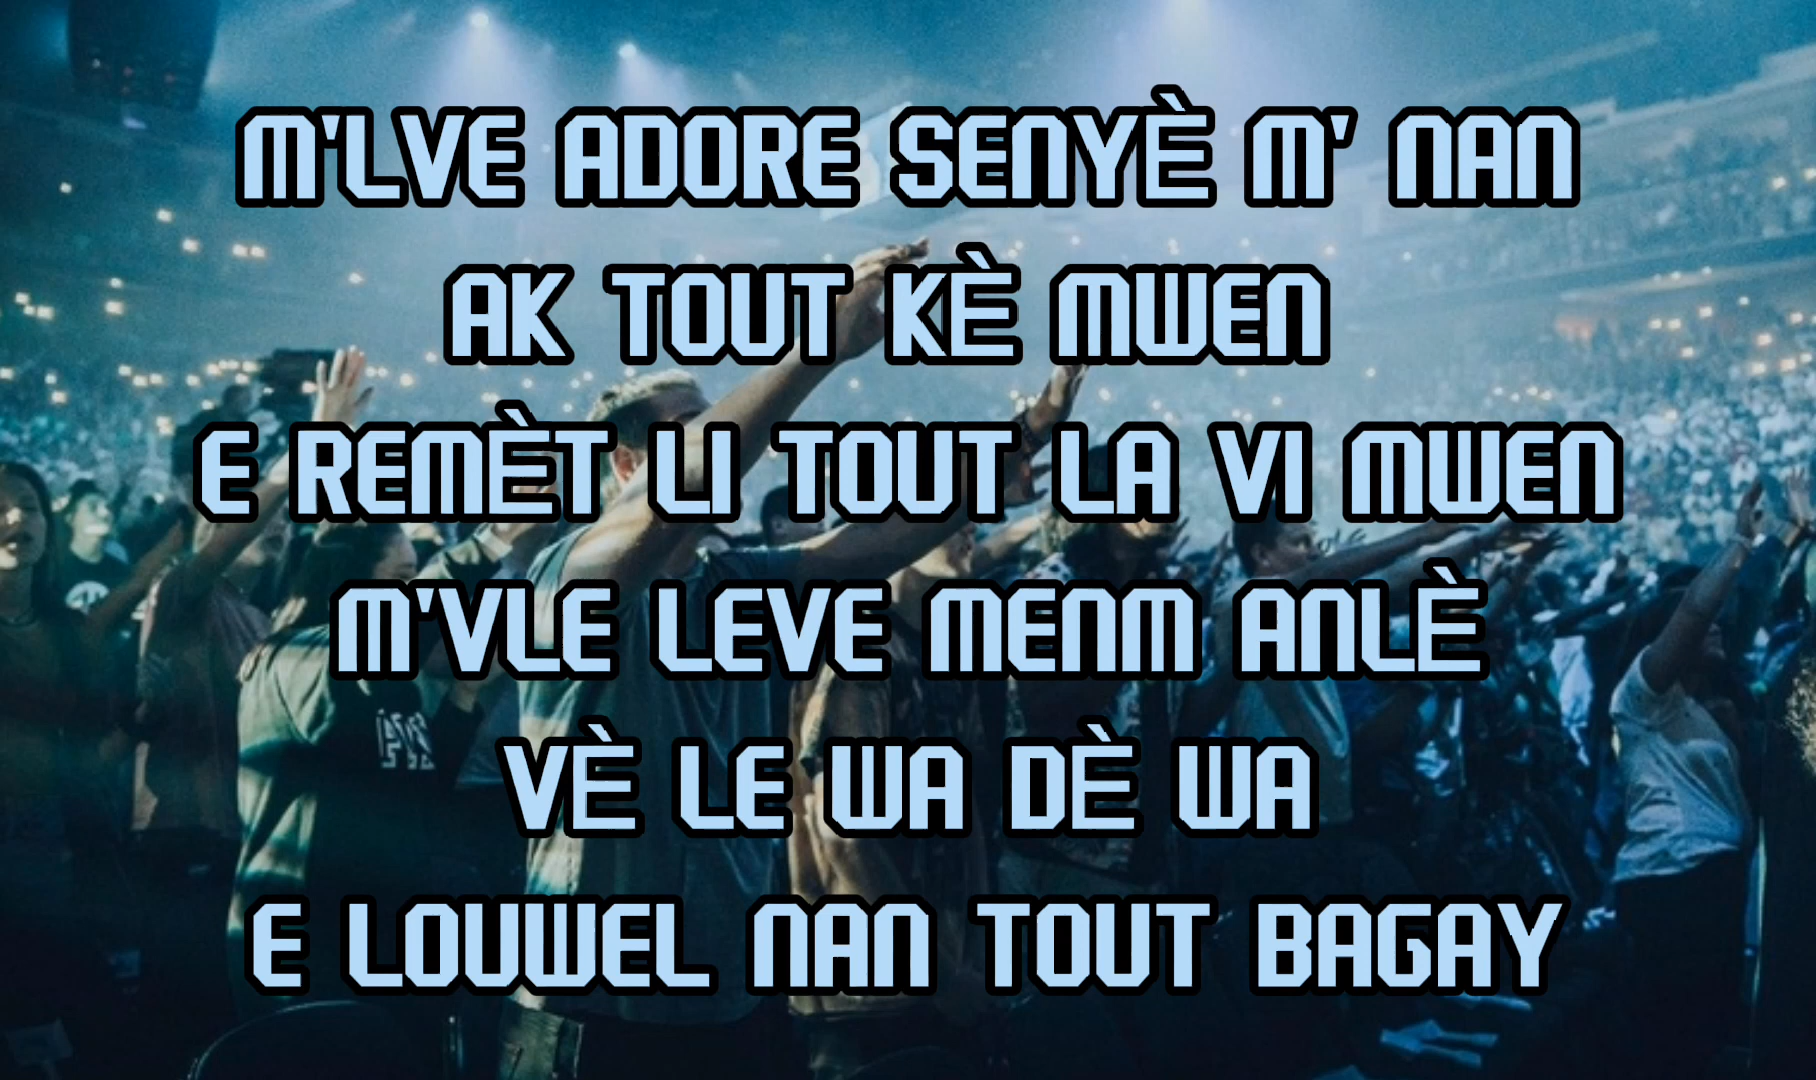 M'LVE ADORE SENYÈ M' NAN
AK TOUT KÈ MWEN
E REMÈT LI TOUT LA VI MWEN
M'VLE LEVE MENM ANLÈ
VÈ LE WA DÈ WA
E LOUWEL NAN TOUT BAGAY